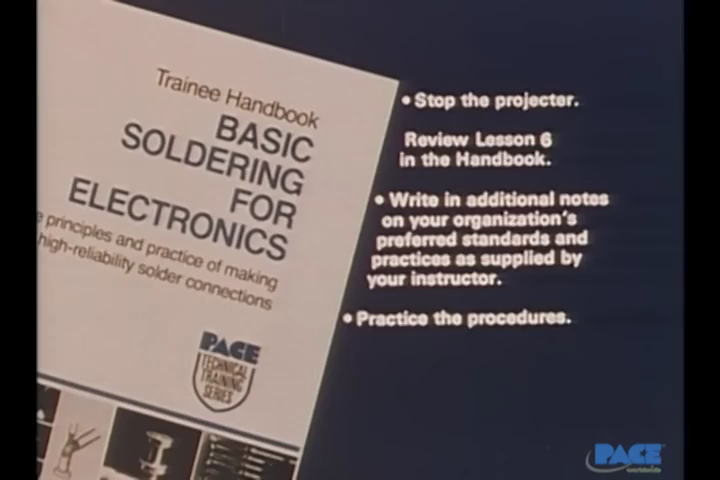 Trainee Handbook
BASIC
SOLDERING
FOR
ELECTRONICS
principles and practice of making
high-reliability solder connections
PACE
TECHNICAL
TRAINING
SERIES
• Stop the projector.
Review Lesson 6
in the Handbook.
• Write in additional notes
on your organization's
preferred standards and
practices as supplied by
your instructor.
• Practice the procedures.
PACE
worldwide